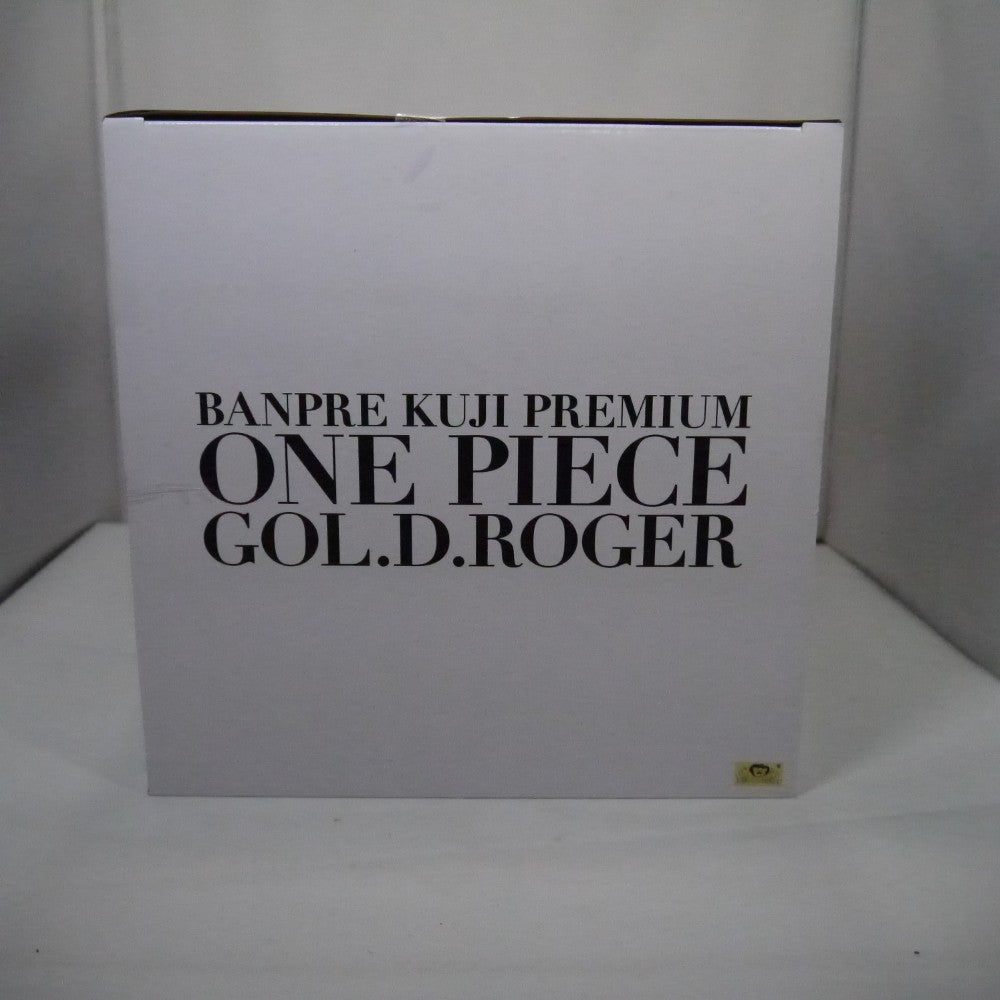 BANPRE KUJI PREMIUM
ONE PIECE
GOL.D.ROGER